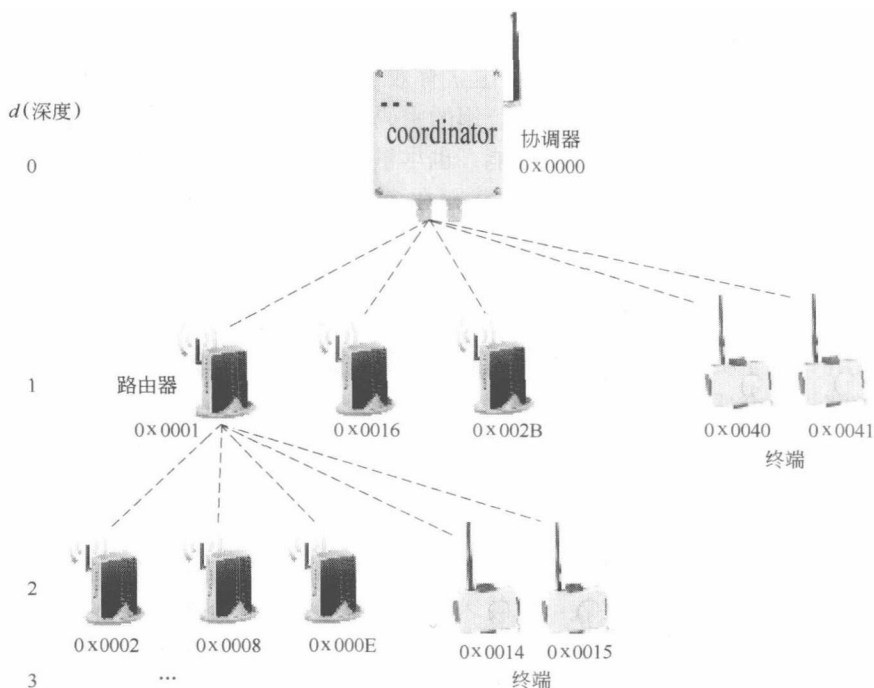 d(深度)
coordinator
协调器
0
0x0000
1
路由器
0x0001
0x0016
0x002B
0x0040
0x0041
终端
2
0x0002
0x0008
0x000E
0x0014
0x0015
3
…
终端